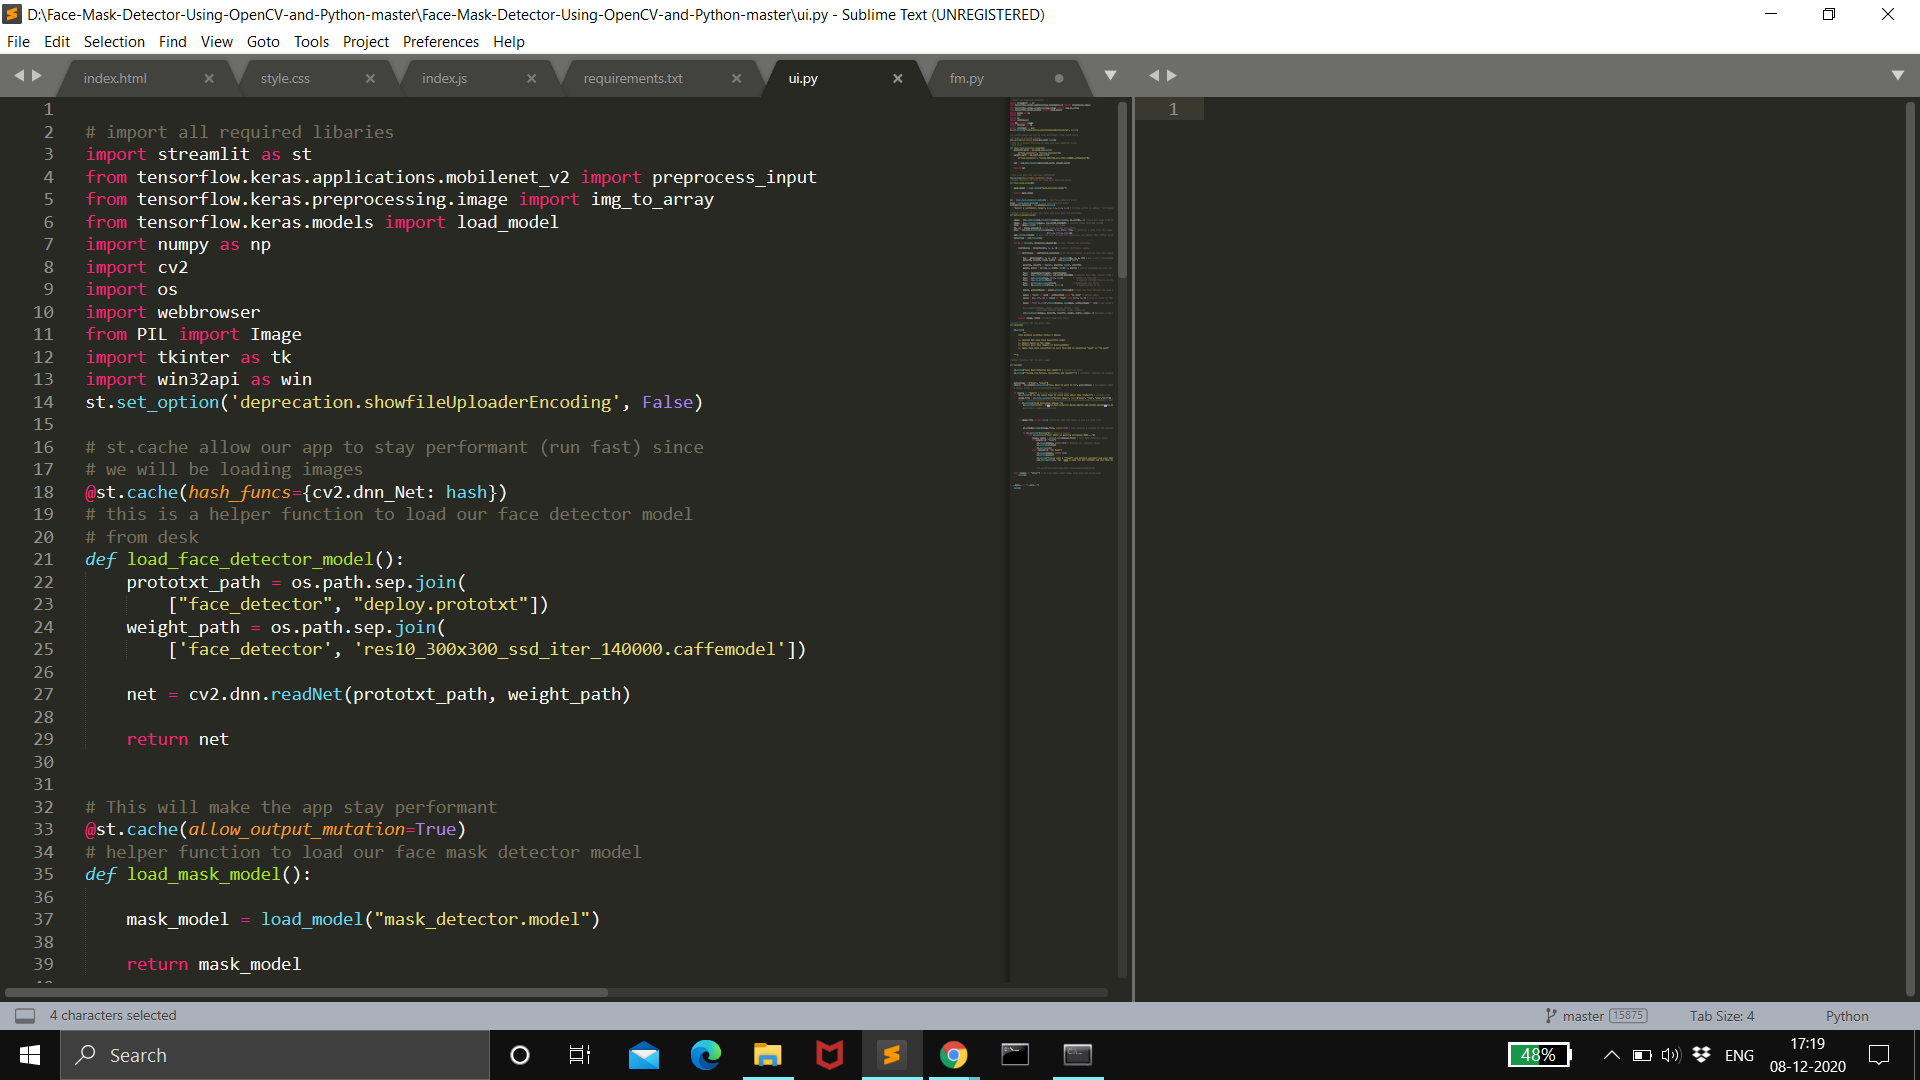 D:\Face-Mask-Detector-Using-OpenCV-and-Python-master\Face-Mask-Detector-Using-OpenCV-and-Python-master\ui.py - Sublime Text (UNREGISTERED)
File Edit Selection Find View Goto Tools Project Preferences Help
index.html style.css index.js requirements.txt ui.py fm.py
1
2 # import all required libaries
3 import streamlit as st
4 from tensorflow.keras.applications.mobilenet_v2 import preprocess_input
5 from tensorflow.keras.preprocessing.image import img_to_array
6 from tensorflow.keras.models import load_model
7 import numpy as np
8 import cv2
9 import os
10 import webbrowser
11 from PIL import Image
12 import tkinter as tk
13 import win32api as win
14 st.set_option('deprecation.showfileUploaderEncoding', False)
15
16 # st.cache allow our app to stay performant (run fast) since
17 # we will be loading images
18 @st.cache(hash_funcs={cv2.dnn_Net: hash})
19 # this is a helper function to load our face detector model
20 # from desk
21 def load_face_detector_model():
22 prototxt_path = os.path.sep.join(
23 ["face_detector", "deploy.prototxt"])
24 weight_path = os.path.sep.join(
25 ['face_detector', 'res10_300x300_ssd_iter_140000.caffemodel'])
26
27 net = cv2.dnn.readNet(prototxt_path, weight_path)
28
29 return net
30
31
32 # This will make the app stay performant
33 @st.cache(allow_output_mutation=True)
34 # helper function to load our face mask detector model
35 def load_mask_model():
36
37 mask_model = load_model("mask_detector.model")
38
39 return mask_model
1
4 characters selected
master 15875 Tab Size: 4 Python
Search
48% ENG 17:19
08-12-2020